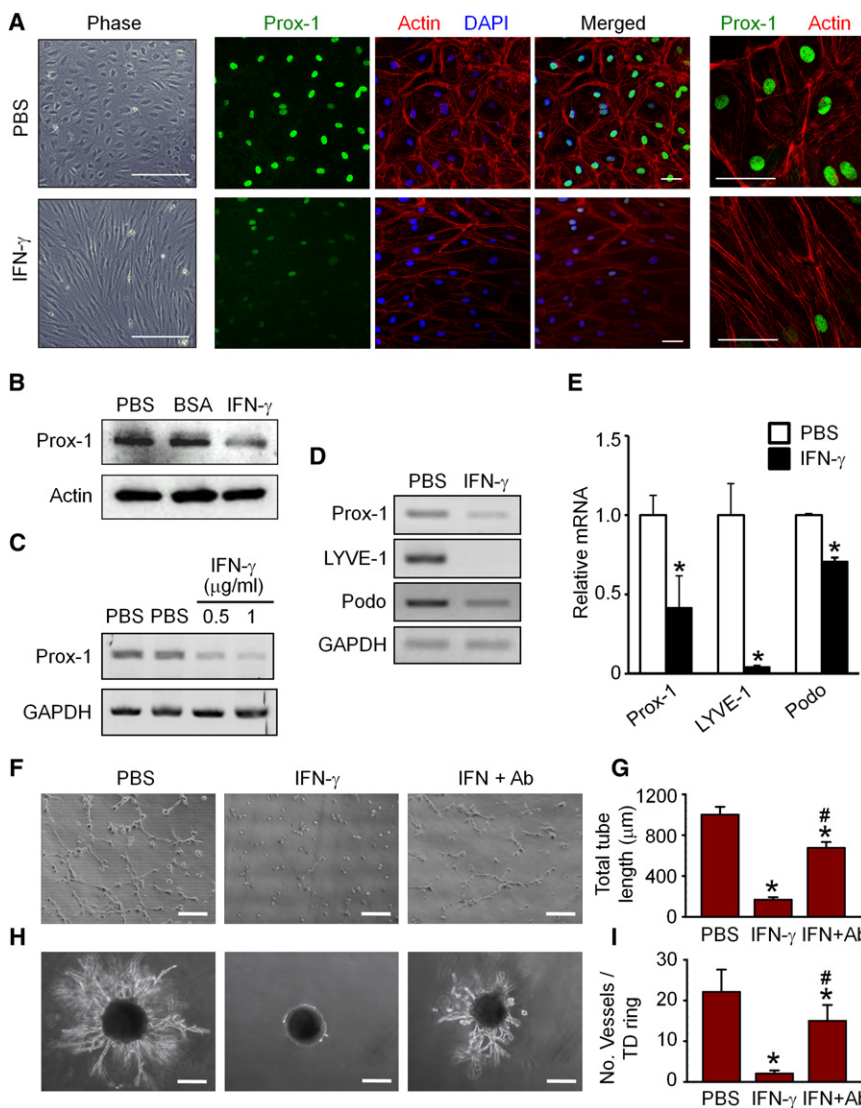 A
Phase
Prox-1
Actin DAPI
Merged
Prox-1 Actin
PBS
IFN-γ
B
PBS BSA IFN-γ
Prox-1
Actin
C
IFN-γ
(μg/ml)
PBS PBS 0.5 1
Prox-1
GAPDH
D
PBS IFN-γ
Prox-1
LYVE-1
Podo
GAPDH
E
PBS
IFN-γ
Relative mRNA
1.5
1.0
0.5
0
*
*
*
Prox-1
LYVE-1
Podo
F
PBS
IFN-γ
IFN + Ab
G
Total tube
length (μm)
1200
800
400
0
*
#
*
PBS IFN-γ IFN+Ab
H
I
No. Vessels /
TD ring
30
20
10
0
*
#
*
PBS IFN-γ IFN+Ab